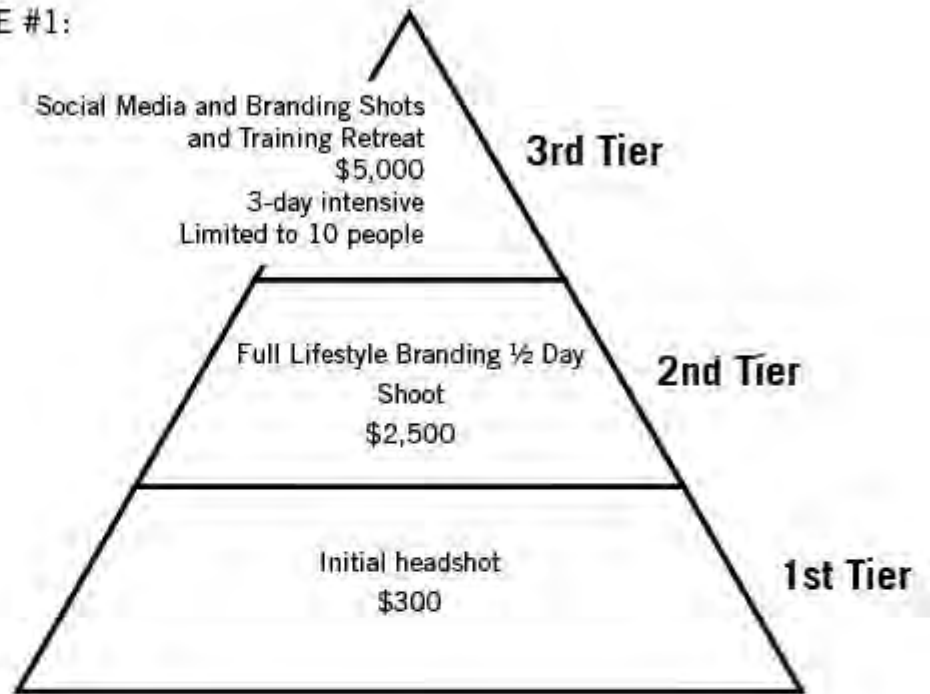 E #1:
Social Media and Branding Shots
and Training Retreat
$5,000
3-day intensive
Limited to 10 people
3rd Tier
Full Lifestyle Branding ½ Day
Shoot
$2,500
2nd Tier
Initial headshot
$300
1st Tier